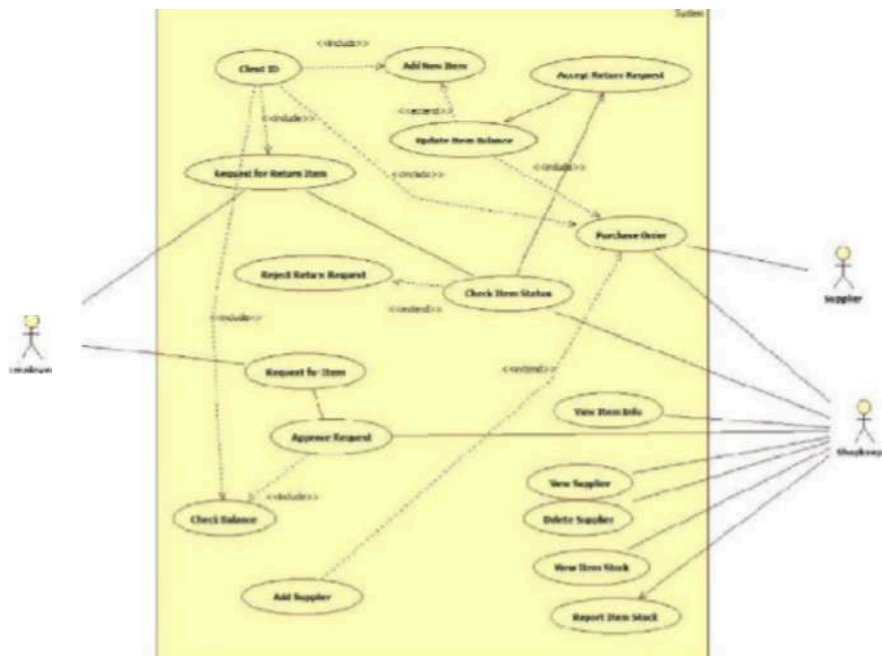 System
<<include>>
Client ID
Add New Item
Accept Return Request
<<include>>
<<extend>>
Update Item Balance
Request for Return Item
<<include>>
<<include>>
Purchase Order
Reject Return Request
Check Item Status
Supplier
<<include>>
<<extend>>
Request for Item
<<extend>>
View Item Info
Approve Request
View Supplier
<<include>>
Check Balance
Delete Supplier
View Item Stock
Add Supplier
Report Item Stock